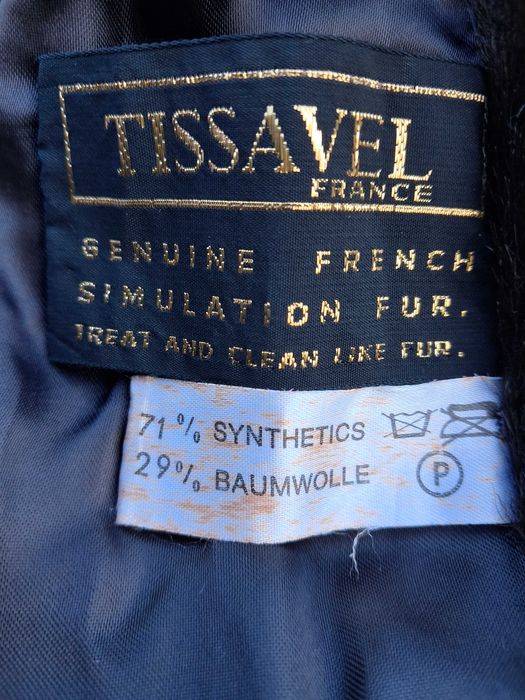 TISSAVEL
FRANCE
GENUINE FRENCH
SIMULATION FUR.
TREAT AND CLEAN LIKE FUR.
71% SYNTHETICS
29% BAUMWOLLE
P